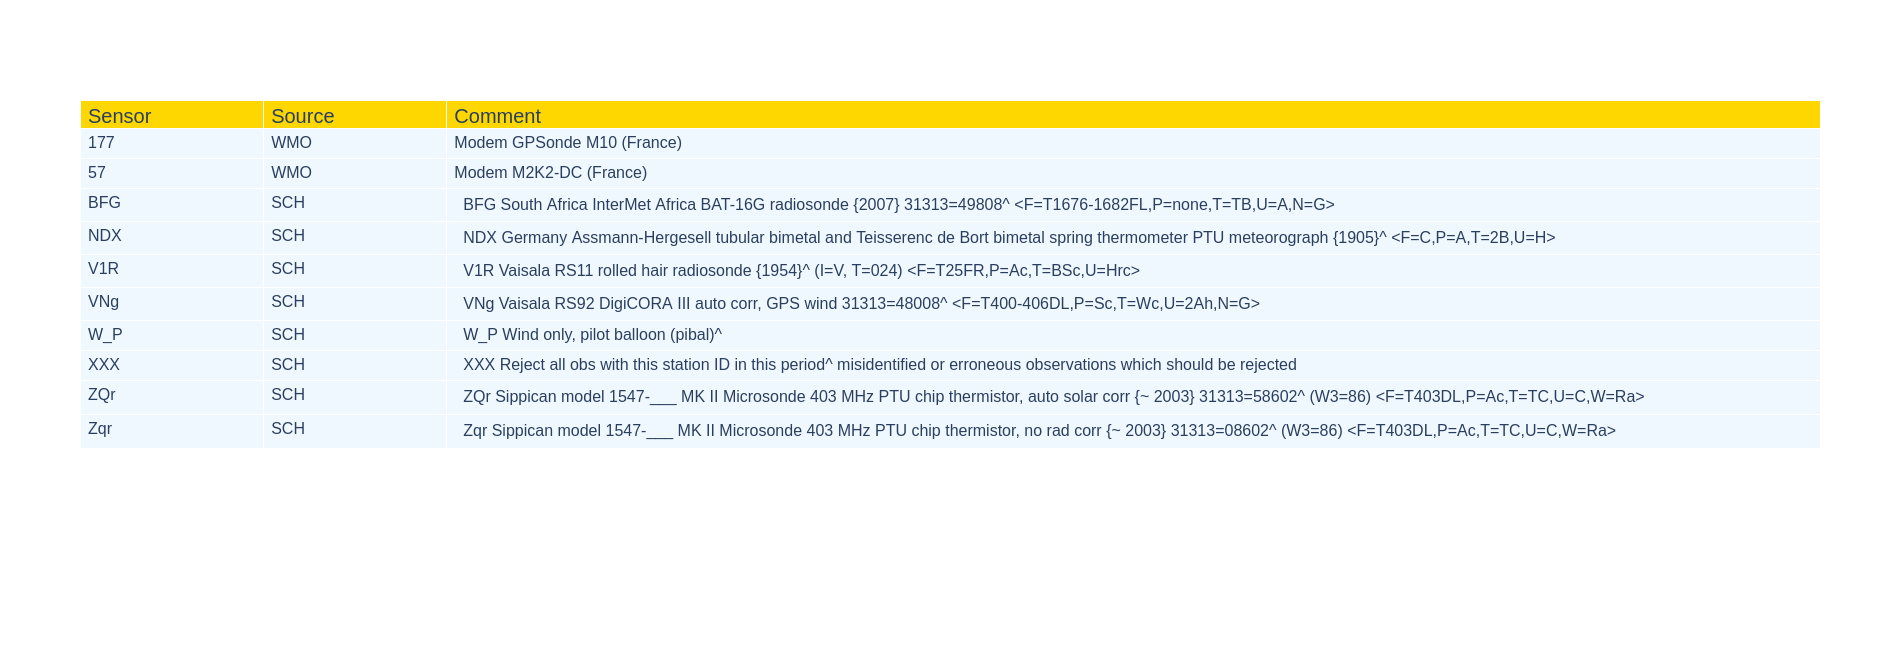 Sensor Source Comment
177 WMO Modem GPSonde M10 (France)
57 WMO Modem M2K2-DC (France)
BFG SCH BFG South Africa InterMet Africa BAT-16G radiosonde {2007} 31313=49808^ <F=T1676-1682FL,P=none,T=TB,U=A,N=G>
NDX SCH NDX Germany Assmann-Hergesell tubular bimetal and Teisserenc de Bort bimetal spring thermometer PTU meteorograph {1905}^ <F=C,P=A,T=2B,U=H>
V1R SCH V1R Vaisala RS11 rolled hair radiosonde {1954}^ (I=V, T=024) <F=T25FR,P=Ac,T=BSc,U=Hrc>
VNg SCH VNg Vaisala RS92 DigiCORA III auto corr, GPS wind 31313=48008^ <F=T400-406DL,P=Sc,T=Wc,U=2Ah,N=G>
W_P SCH W_P Wind only, pilot balloon (pibal)^
XXX SCH XXX Reject all obs with this station ID in this period^ misidentified or erroneous observations which should be rejected
ZQr SCH ZQr Sippican model 1547-___ MK II Microsonde 403 MHz PTU chip thermistor, auto solar corr {~ 2003} 31313=58602^ (W3=86) <F=T403DL,P=Ac,T=TC,U=C,W=Ra>
Zqr SCH Zqr Sippican model 1547-___ MK II Microsonde 403 MHz PTU chip thermistor, no rad corr {~ 2003} 31313=08602^ (W3=86) <F=T403DL,P=Ac,T=TC,U=C,W=Ra>